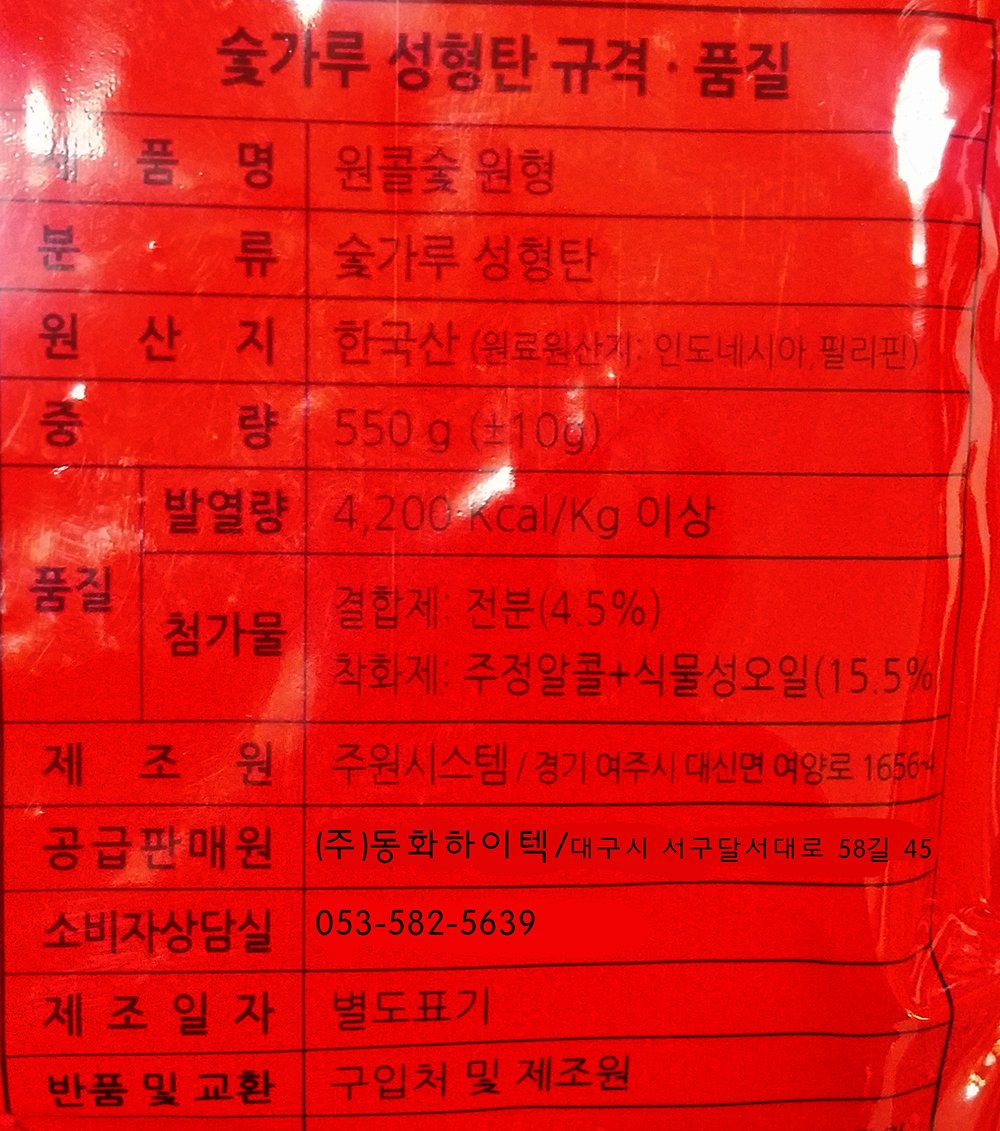 숯가루 성형탄 규격 · 품질
제 품 명 원콜숯 원형
분 류 숯가루 성형탄
원 산 지 한국산 (원료원산지: 인도네시아,필리핀)
중 량 550 g (±10g)
품질 발열량 4,200 Kcal/Kg 이상
첨가물 결합제: 전분(4.5%)
착화제: 주정알콜+식물성오일(15.5%
제 조 원 주원시스템 / 경기 여주시 대신면 여양로 1656-4
공급판매원 (주)동화하이텍/대구시 서구달서대로 58길 45
소비자상담실 053-582-5639
제 조 일 자 별도표기
반품 및 교환 구입처 및 제조원